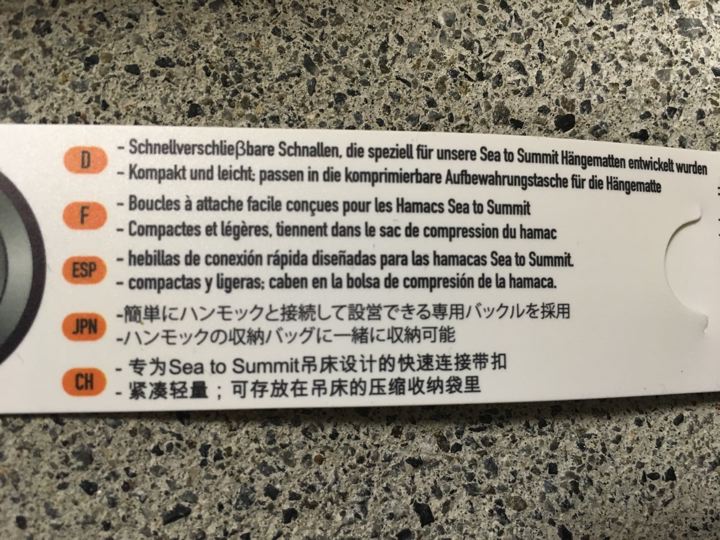 D - Schnellverschlieβbare Schnallen, die speziell für unsere Sea to Summit Hängematten entwickelt wurden
- Kompakt und leicht; passen in die komprimierbare Aufbewahrungstasche für die Hängematte
F - Boucles à attache facile conçues pour les Hamacs Sea to Summit
- Compactes et légères, tiennent dans le sac de compression du hamac
ESP - hebillas de conexión rápida diseñadas para las hamacas Sea to Summit.
- compactas y ligeras; caben en la bolsa de compresión de la hamaca.
JPN -簡単にハンモックと接続して設営できる専用バックルを採用
-ハンモックの収納バッグに一緒に収納可能
CH - 专为Sea to Summit吊床设计的快速连接带扣
- 紧凑轻量；可存放在吊床的压缩收纳袋里